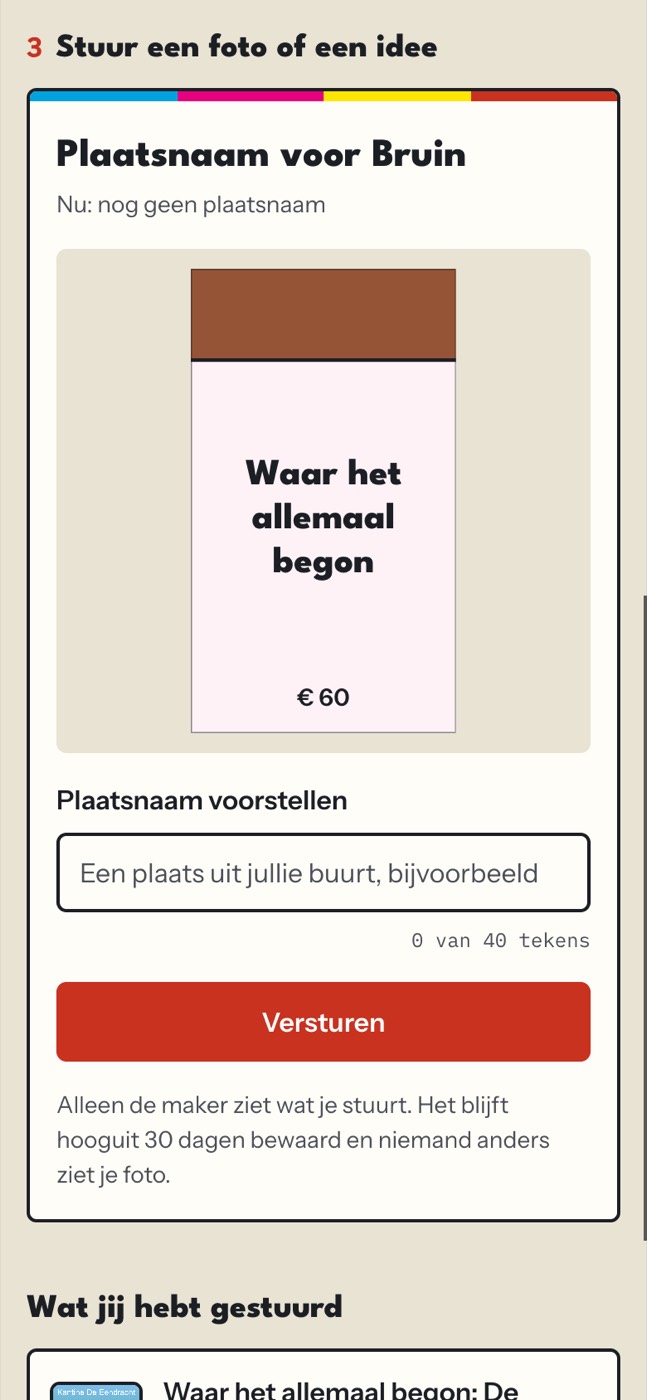 3 Stuur een foto of een idee
Plaatsnaam voor Bruin
Nu: nog geen plaatsnaam
Waar het
allemaal
begon
€ 60
Plaatsnaam voorstellen
Een plaats uit jullie buurt, bijvoorbeeld
0 van 40 tekens
Versturen
Alleen de maker ziet wat je stuurt. Het blijft
hooguit 30 dagen bewaard en niemand anders
ziet je foto.
Wat jij hebt gestuurd
Kantine De Eendracht
Waar het allemaal begon: De